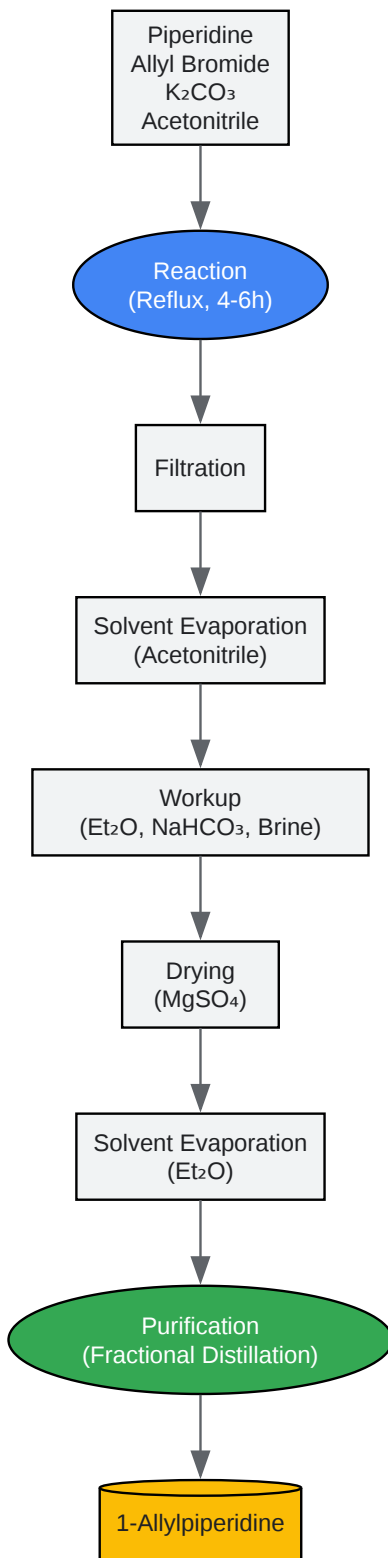 Piperidine
Allyl Bromide
K₂CO₃
Acetonitrile
Reaction
(Reflux, 4-6h)
Filtration
Solvent Evaporation
(Acetonitrile)
Workup
(Et₂O, NaHCO₃, Brine)
Drying
(MgSO₄)
Solvent Evaporation
(Et₂O)
Purification
(Fractional Distillation)
1-Allylpiperidine